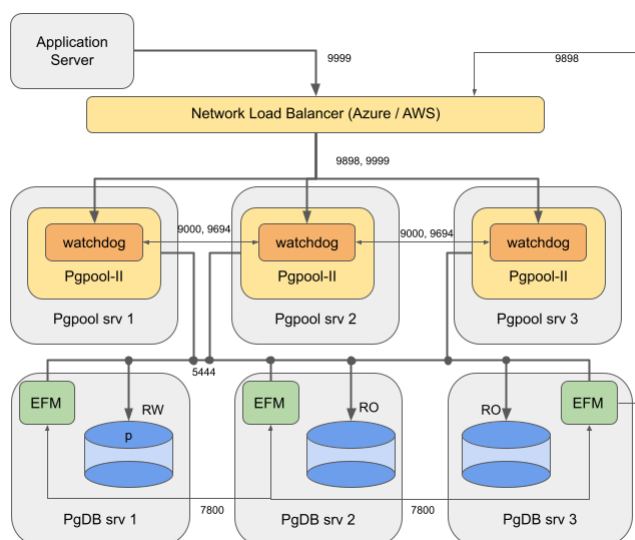 Application
Server
9999
9898
Network Load Balancer (Azure / AWS)
9898, 9999
watchdog
9000, 9694
watchdog
9000, 9694
watchdog
Pgpool-II
Pgpool-II
Pgpool-II
Pgpool srv 1
Pgpool srv 2
Pgpool srv 3
5444
EFM
RW
EFM
RO
RO
EFM
p
7800
7800
PgDB srv 1
PgDB srv 2
PgDB srv 3